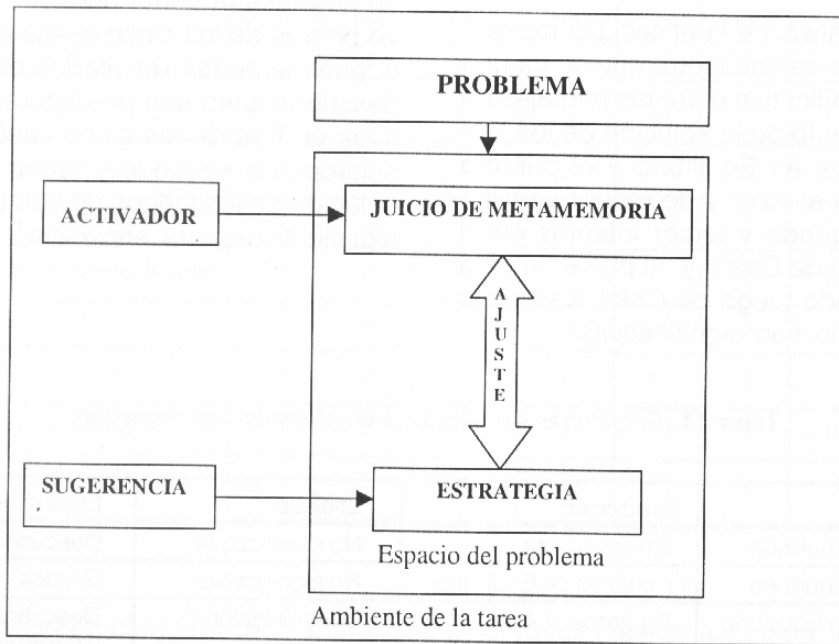 PROBLEMA
ACTIVADOR
JUICIO DE METAMEMORIA
AJUSTE
SUGERENCIA
ESTRATEGIA
Espacio del problema
Ambiente de la tarea